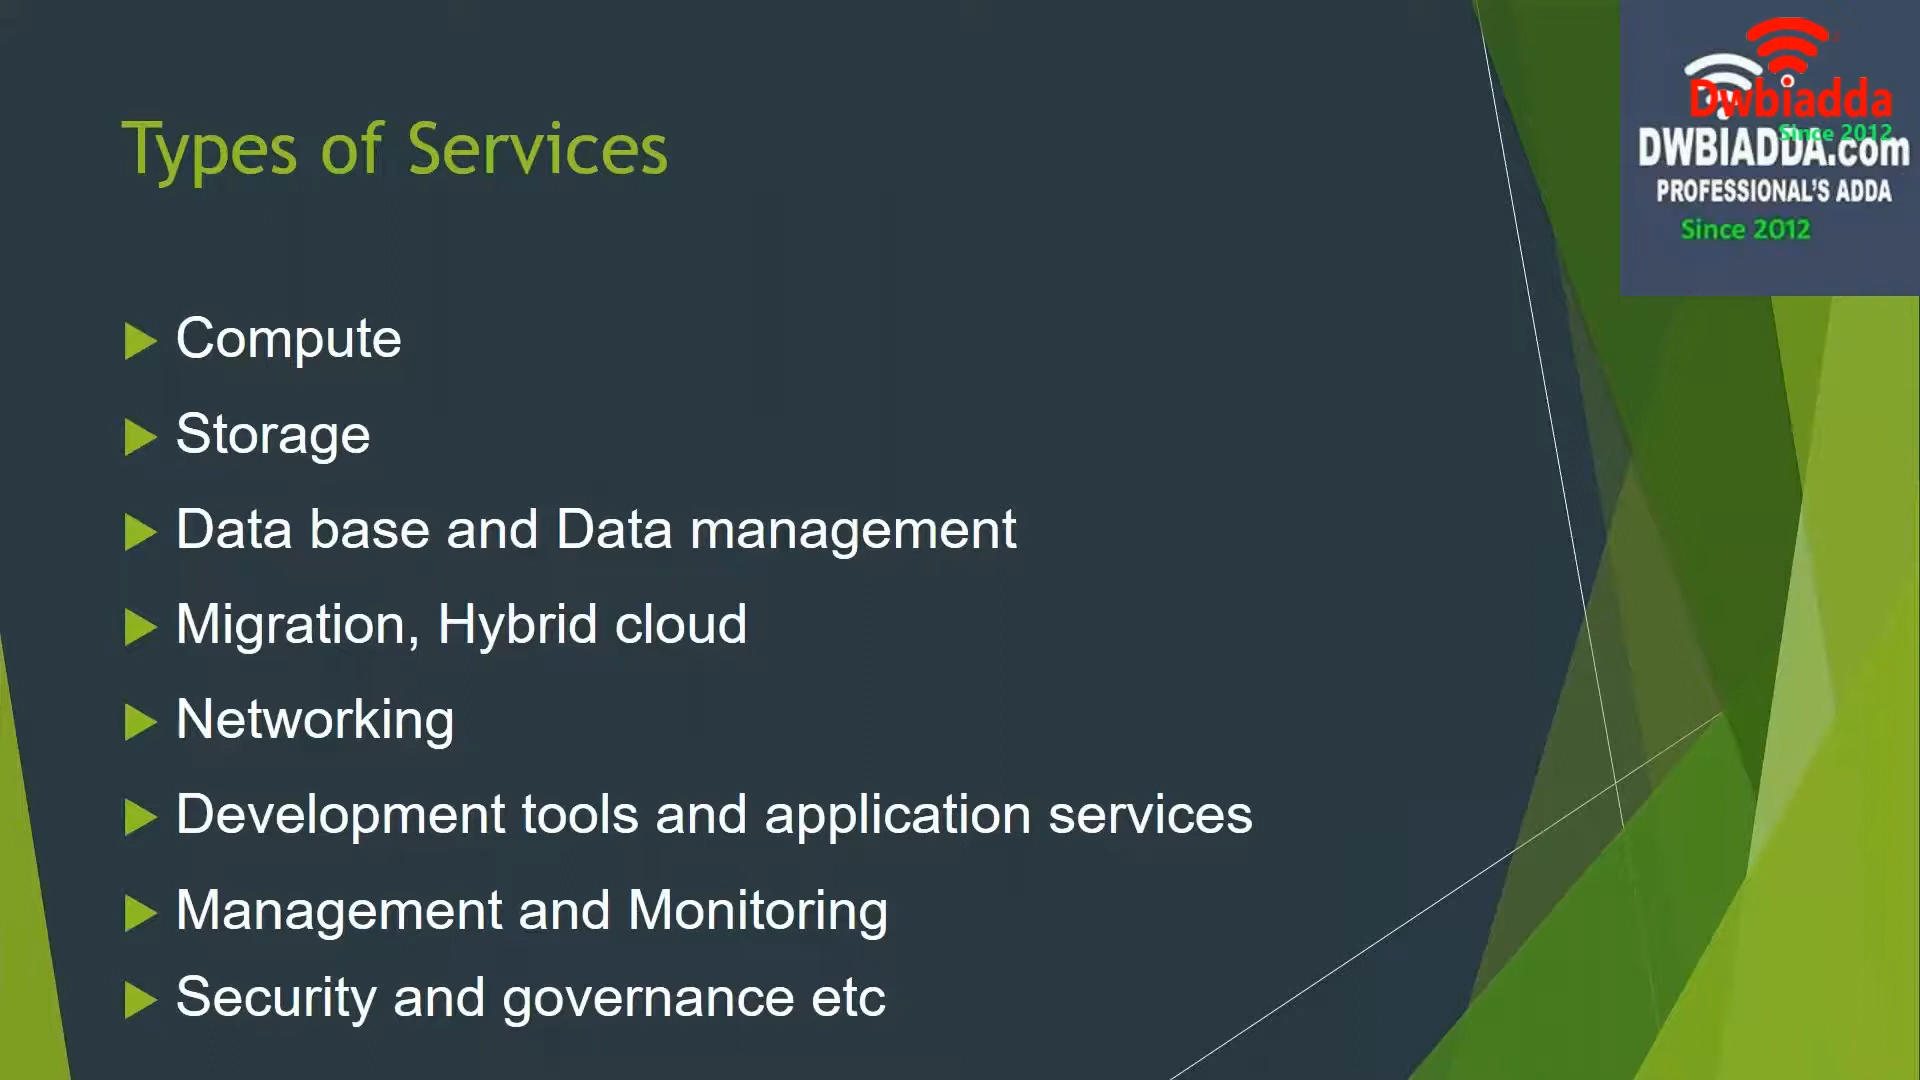 Types of Services
Compute
Storage
Data base and Data management
Migration, Hybrid cloud
Networking
Development tools and application services
Management and Monitoring
Security and governance etc
Dwbiadda
Since 2012
DWBIADDA.com
PROFESSIONAL'S ADDA
Since 2012